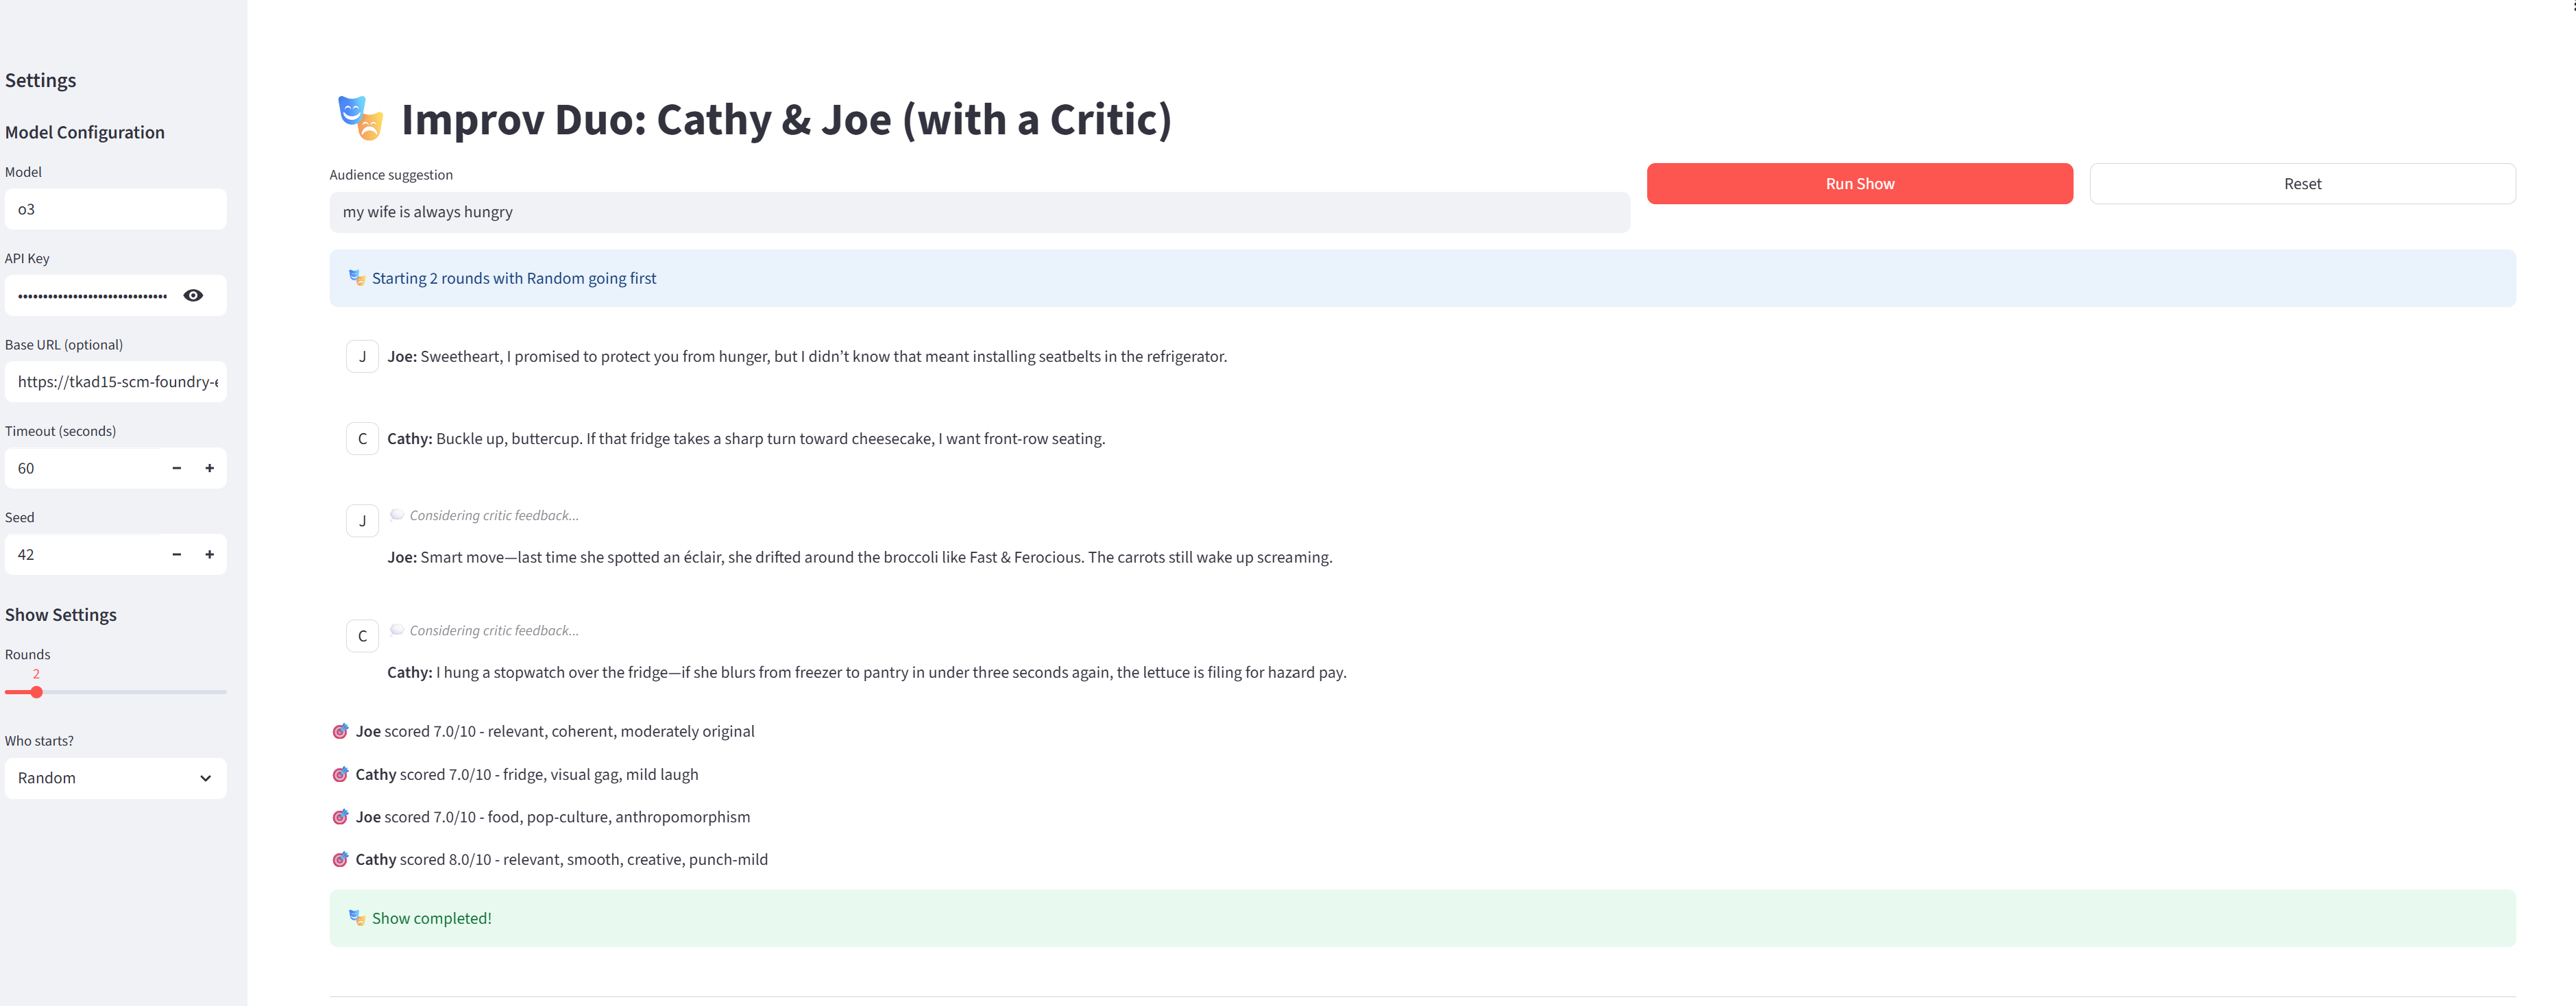 Settings
Model Configuration
Model
o3
API Key
Base URL (optional)
https://tkad15-scm-foundry-e
Timeout (seconds)
60
Seed
42
Show Settings
Rounds
2
Who starts?
Random
Improv Duo: Cathy & Joe (with a Critic)
Audience suggestion
my wife is always hungry
Run Show
Reset
Starting 2 rounds with Random going first
J
Joe: Sweetheart, I promised to protect you from hunger, but I didn’t know that meant installing seatbelts in the refrigerator.
C
Cathy: Buckle up, buttercup. If that fridge takes a sharp turn toward cheesecake, I want front-row seating.
J
Considering critic feedback...
Joe: Smart move—last time she spotted an éclair, she drifted around the broccoli like Fast & Ferocious. The carrots still wake up screaming.
C
Considering critic feedback...
Cathy: I hung a stopwatch over the fridge—if she blurs from freezer to pantry in under three seconds again, the lettuce is filing for hazard pay.
Joe scored 7.0/10 - relevant, coherent, moderately original
Cathy scored 7.0/10 - fridge, visual gag, mild laugh
Joe scored 7.0/10 - food, pop-culture, anthropomorphism
Cathy scored 8.0/10 - relevant, smooth, creative, punch-mild
Show completed!